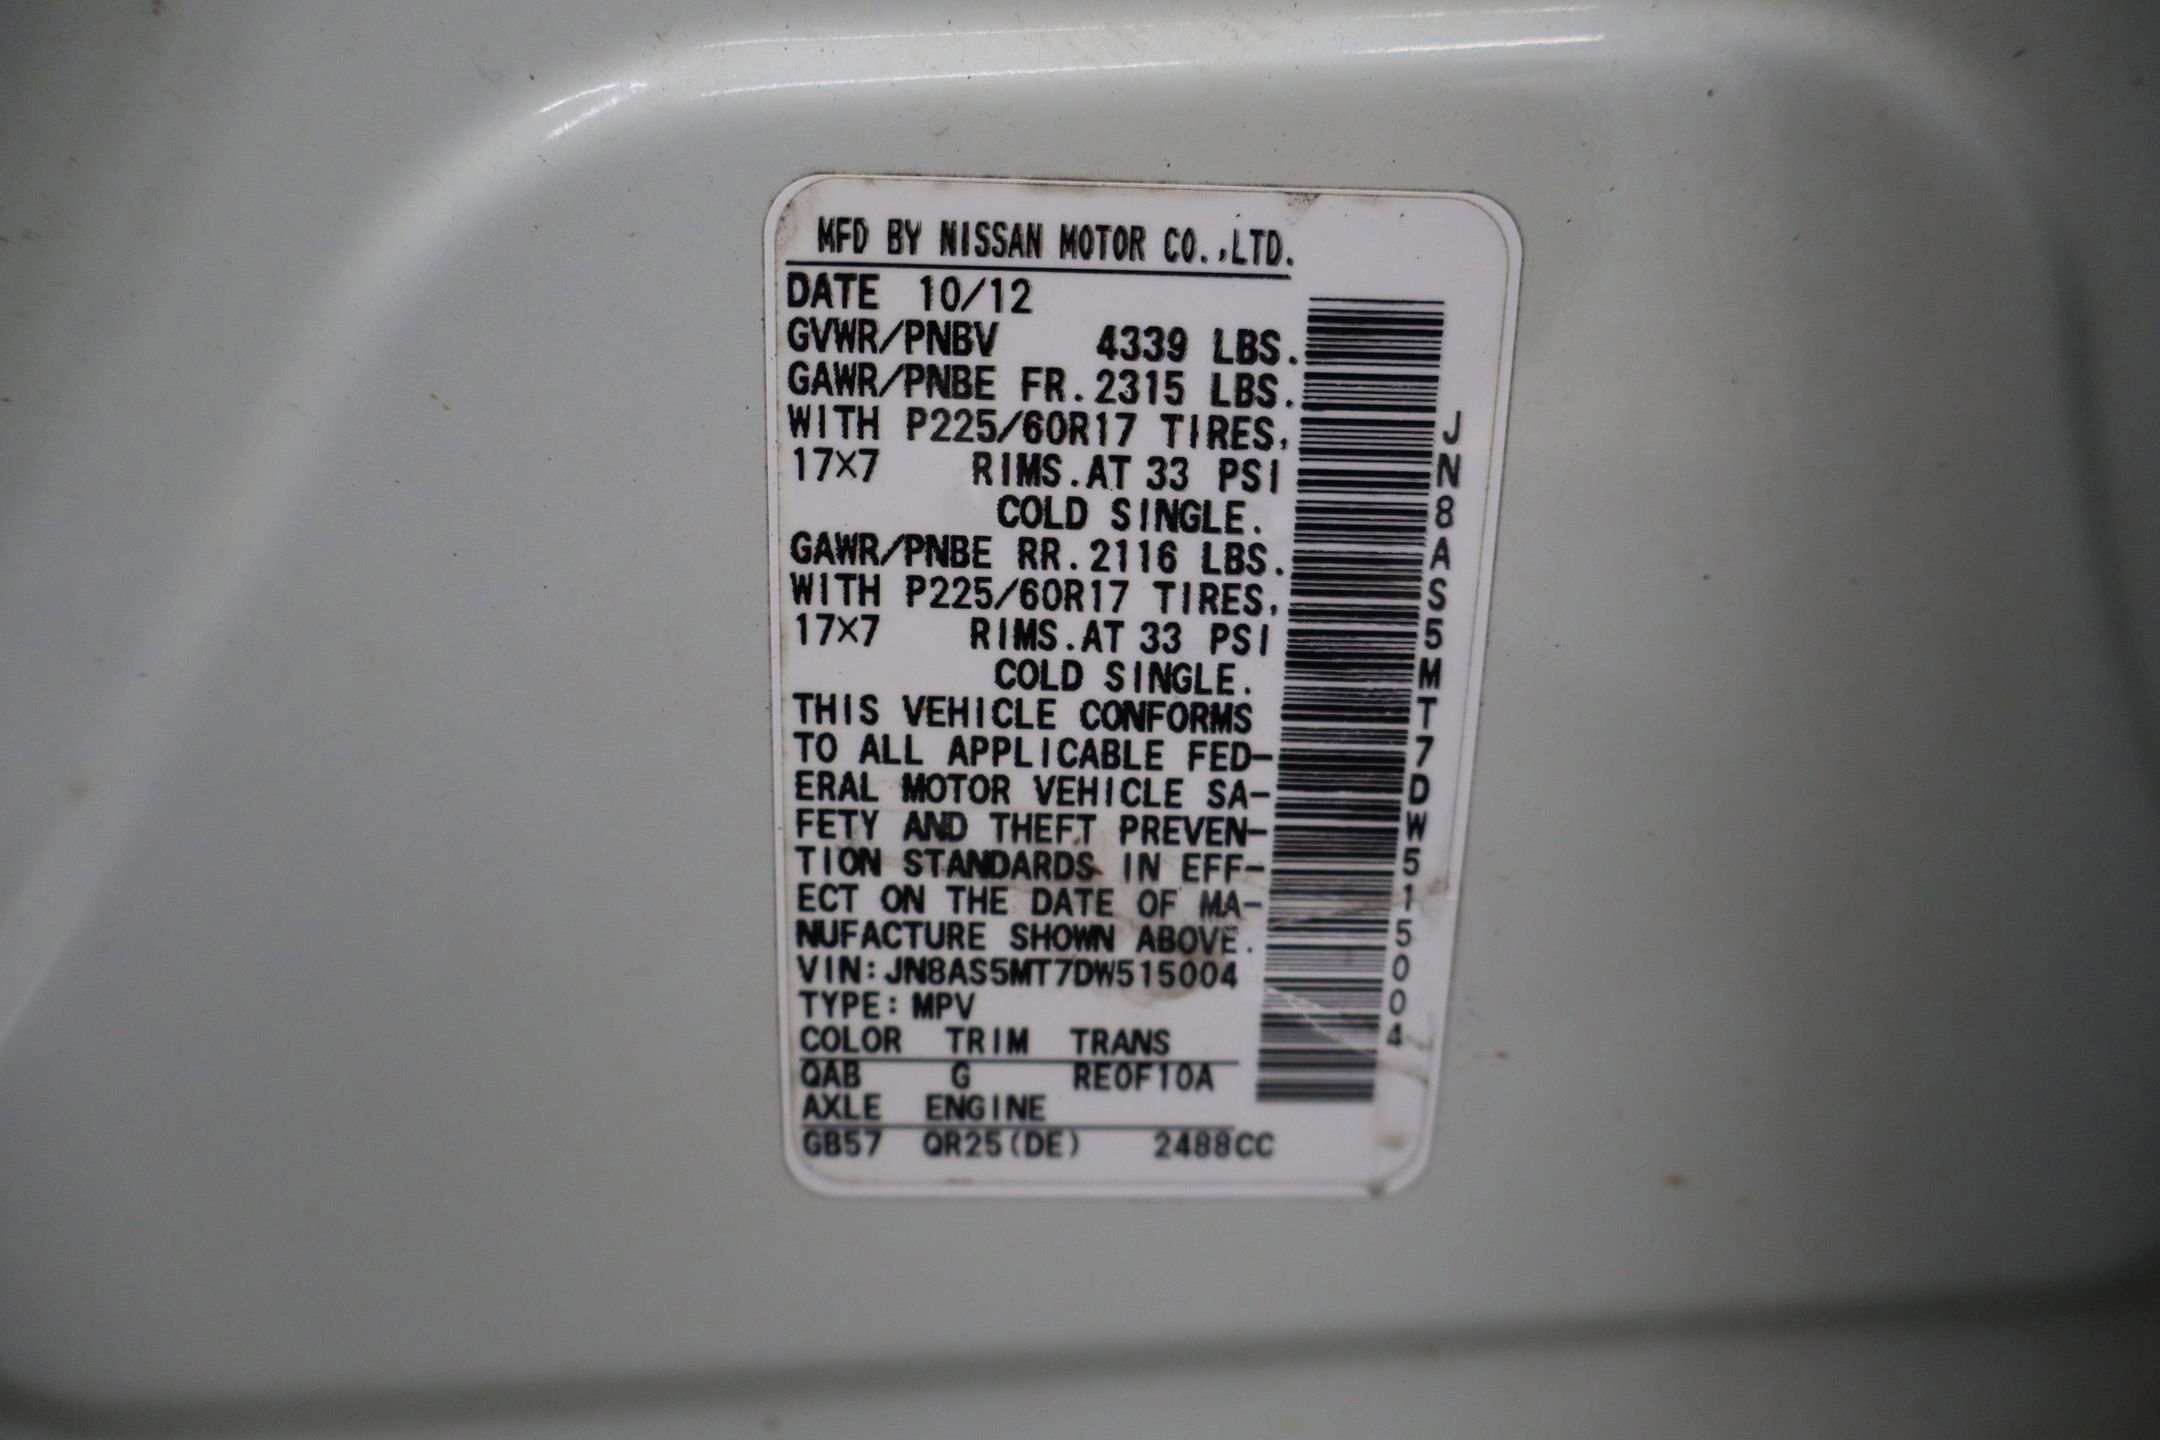 MFD BY NISSAN MOTOR CO.,LTD.
DATE 10/12
GVWR/PNBV 4339 LBS.
GAWR/PNBE FR.2315 LBS.
WITH P225/60R17 TIRES,
17×7 RIMS.AT 33 PSI
COLD SINGLE.
GAWR/PNBE RR.2116 LBS.
WITH P225/60R17 TIRES,
17×7 RIMS.AT 33 PSI
COLD SINGLE.
THIS VEHICLE CONFORMS
TO ALL APPLICABLE FED-
ERAL MOTOR VEHICLE SA-
FETY AND THEFT PREVEN-
TION STANDARDS IN EFF-
ECT ON THE DATE OF MA-
NUFACTURE SHOWN ABOVE.
VIN:JN8AS5MT7DW515004
TYPE:MPV
COLOR TRIM TRANS
QAB G RE0F10A
AXLE ENGINE
GB57 QR25(DE) 2488CC
JN8AS5MT7DW515004